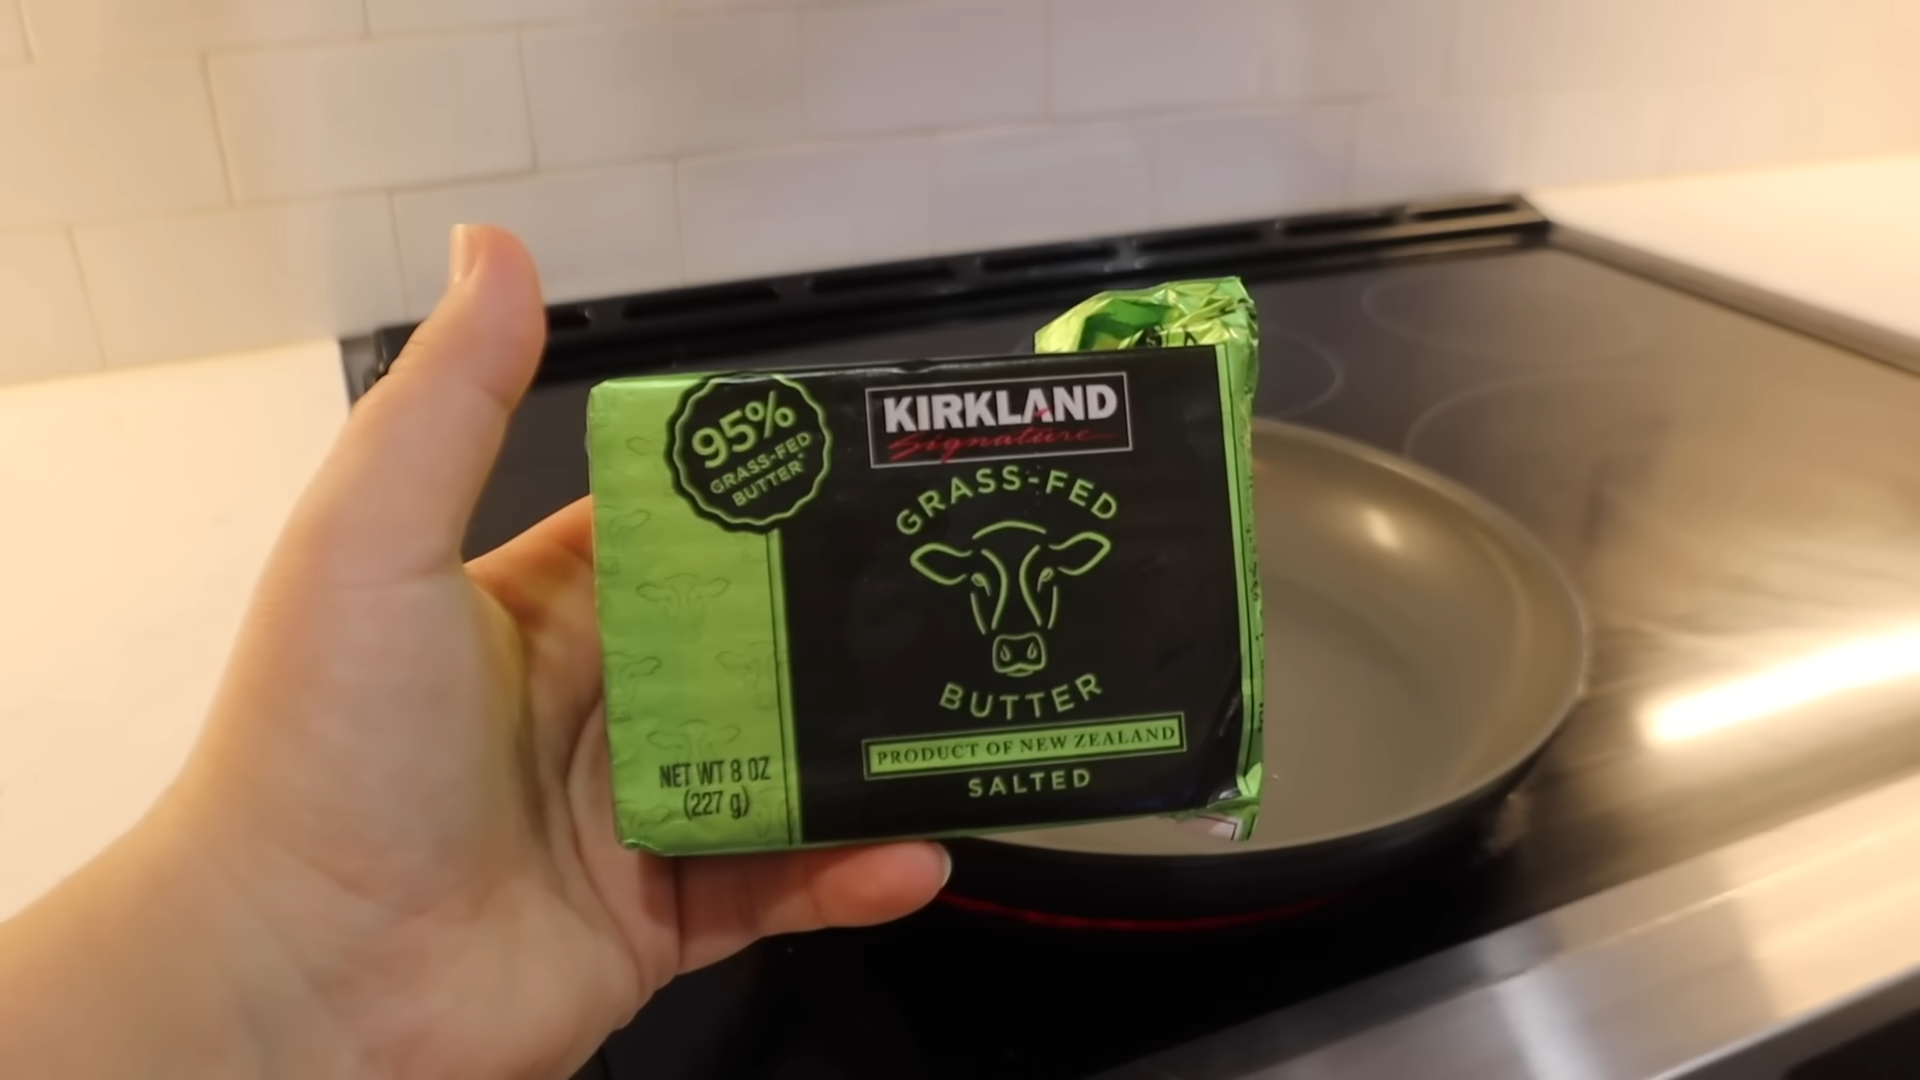 95%
GRASS-FED
BUTTER*
KIRKLAND
Signature
GRASS-FED
BUTTER
PRODUCT OF NEW ZEALAND
SALTED
NET WT 8 OZ
(227 g)